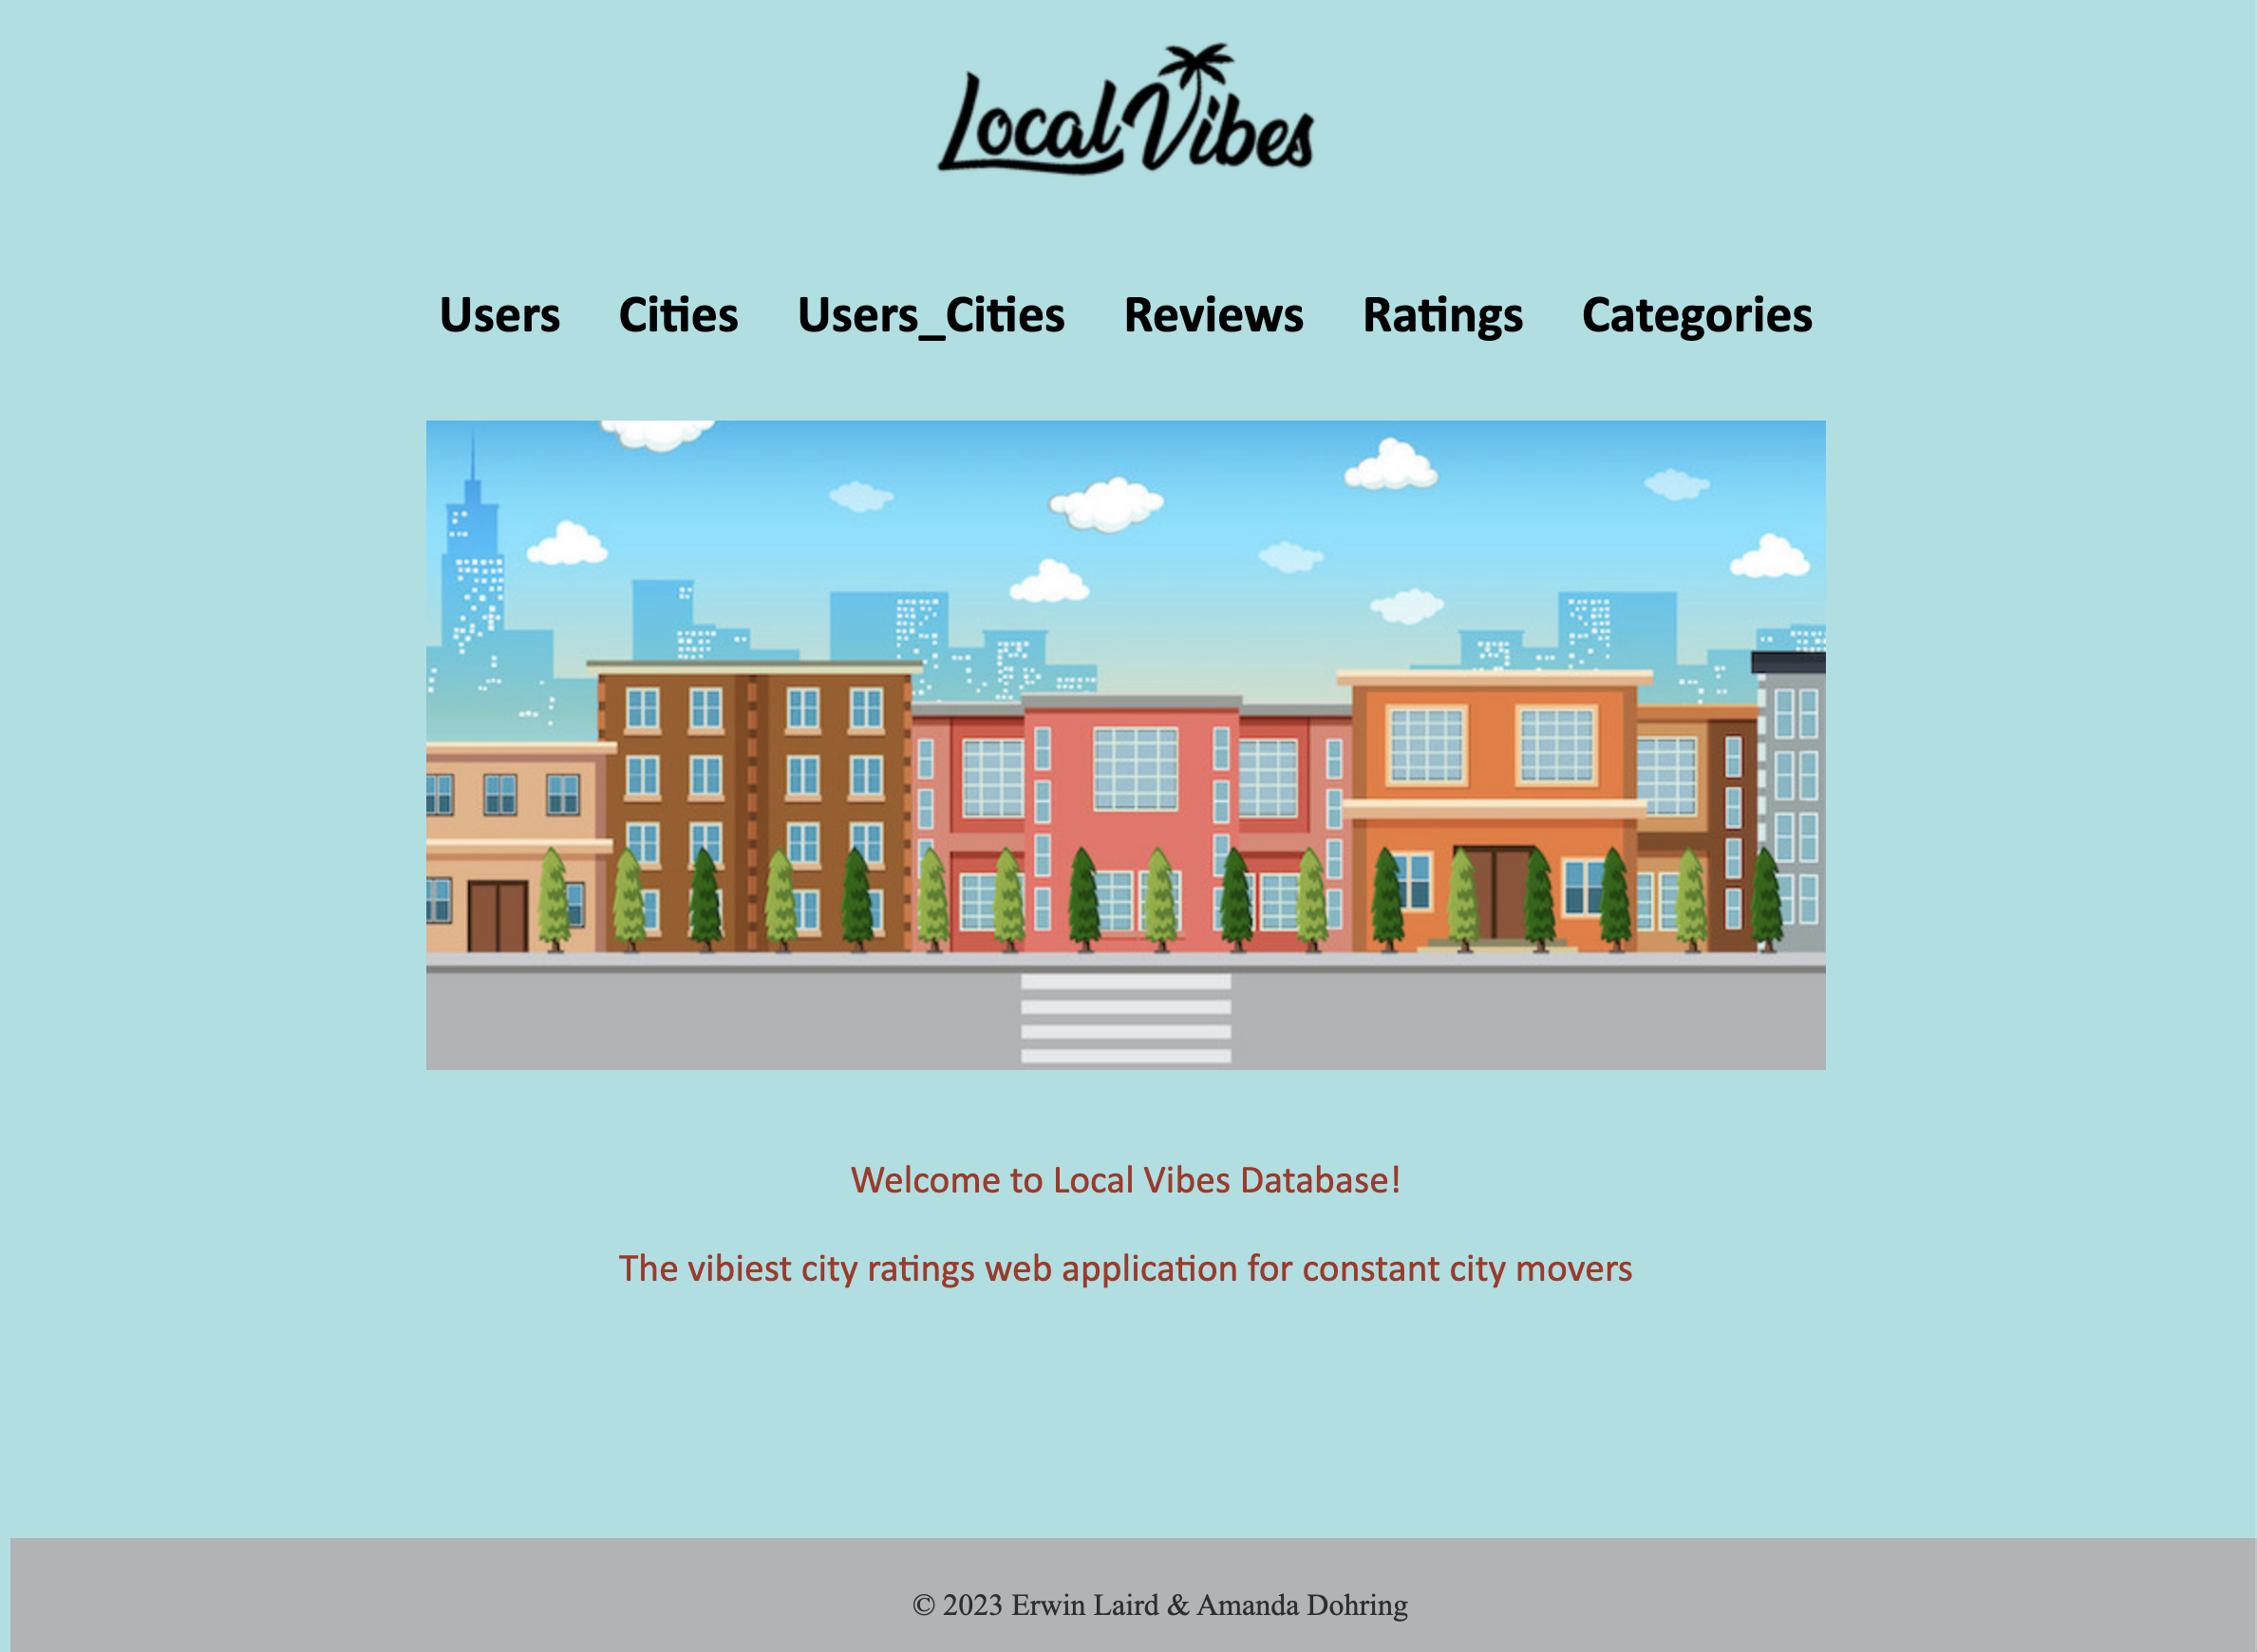 Local Vibes
Users Cities Users_Cities Reviews Ratings Categories
Welcome to Local Vibes Database!
The vibiest city ratings web application for constant city movers
© 2023 Erwin Laird & Amanda Dohring